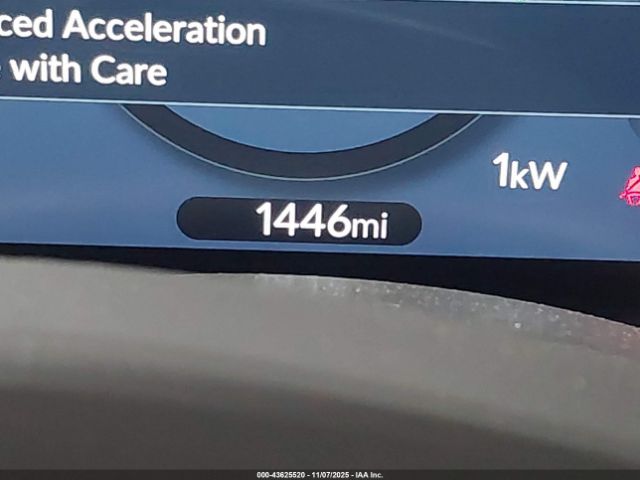 ced Acceleration
with Care
1kW
1446mi
000-43625520 - 11/07/2025 - IAA Inc.